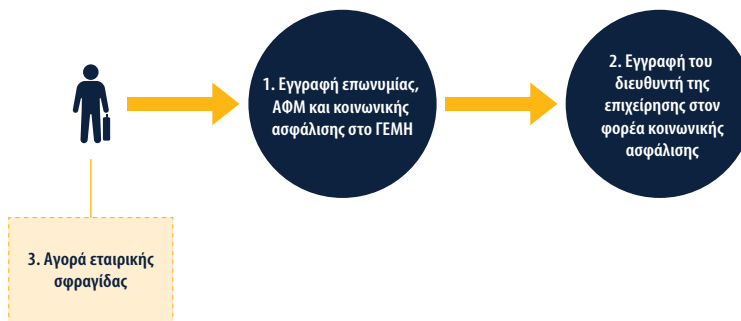 1. Εγγραφή επωνυμίας,
ΑΦΜ και κοινωνικής
ασφάλισης στο ΓΕΜΗ
2. Εγγραφή του
διευθυντή της
επιχείρησης στον
φορέα κοινωνικής
ασφάλισης
3. Αγορά εταιρικής
σφραγίδας